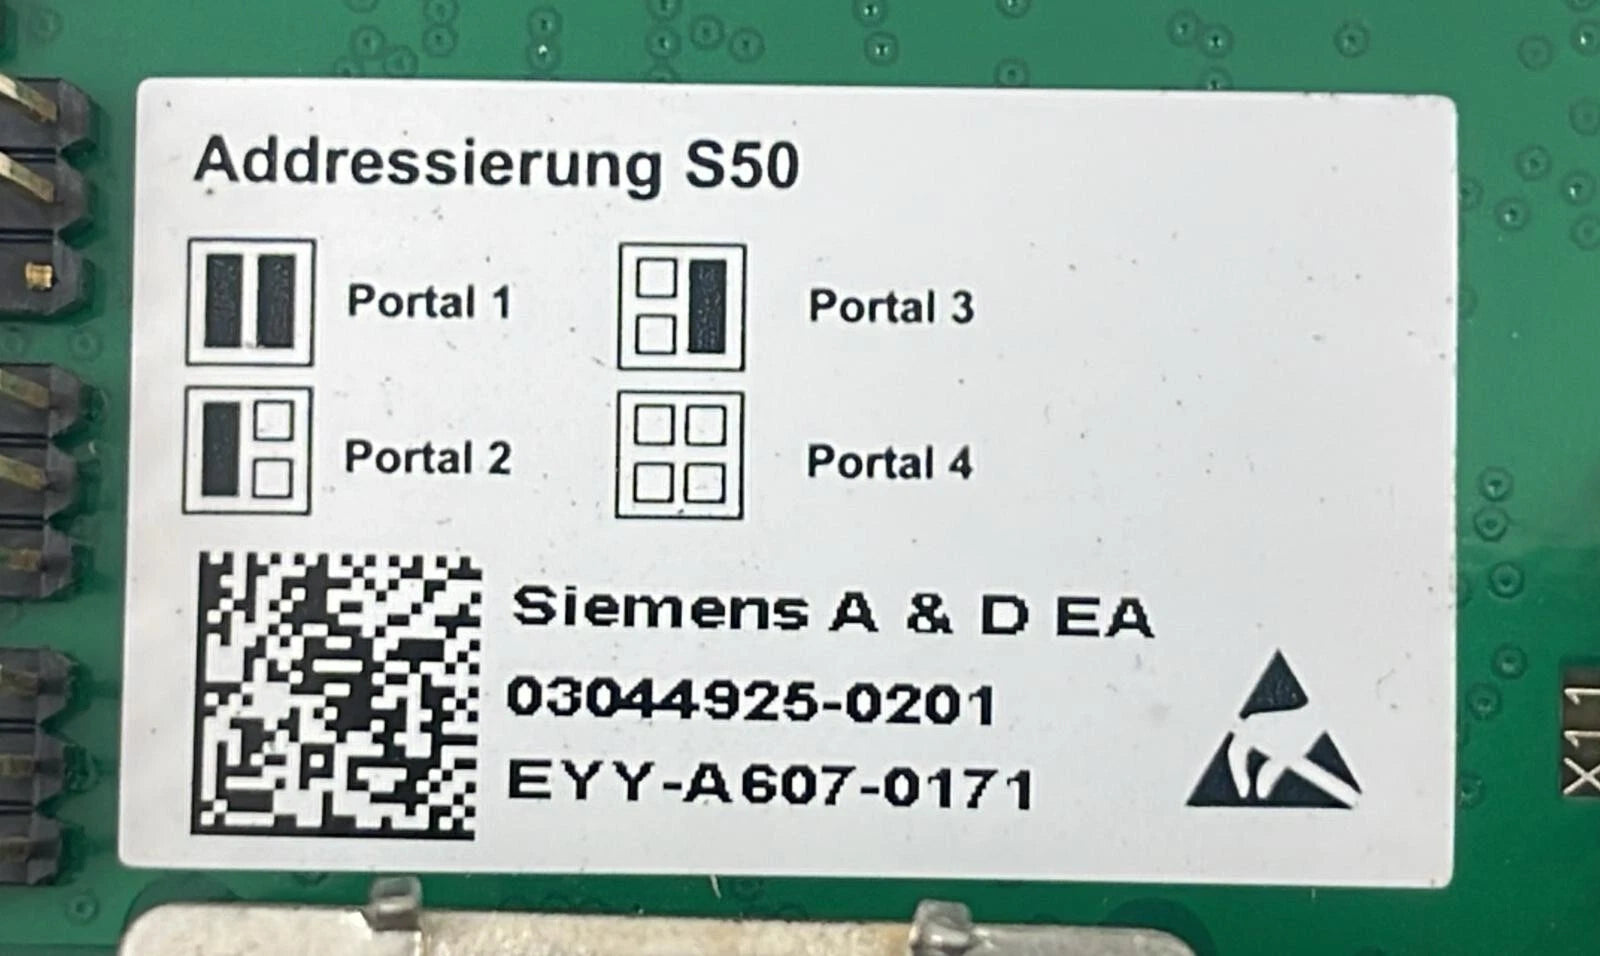 Addressierung S50
Portal 1
Portal 3
Portal 2
Portal 4
Siemens A & D EA
03044925-0201
EYY-A607-0171
X11